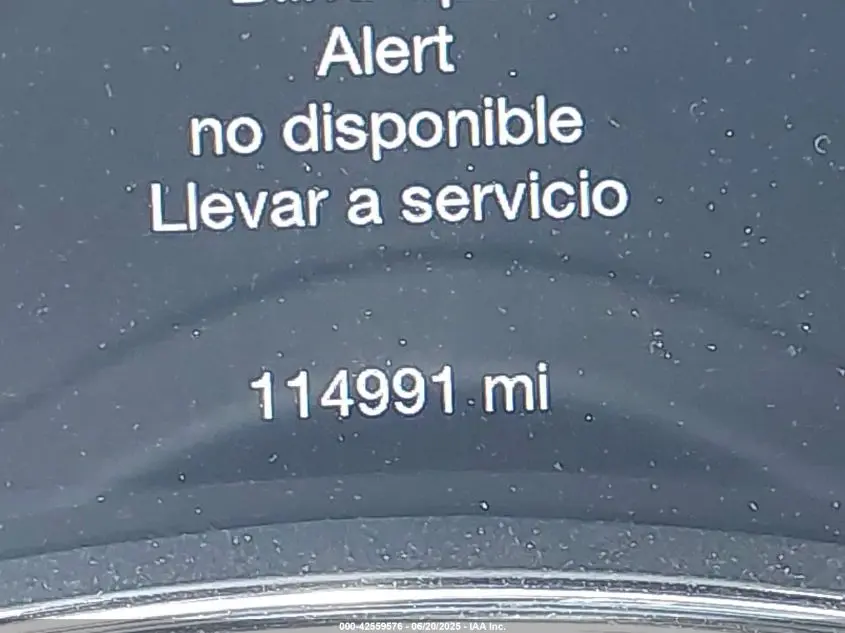 Alert
no disponible
Llevar a servicio
114991 mi
000-42559576 - 06/20/2025 - IAA Inc.